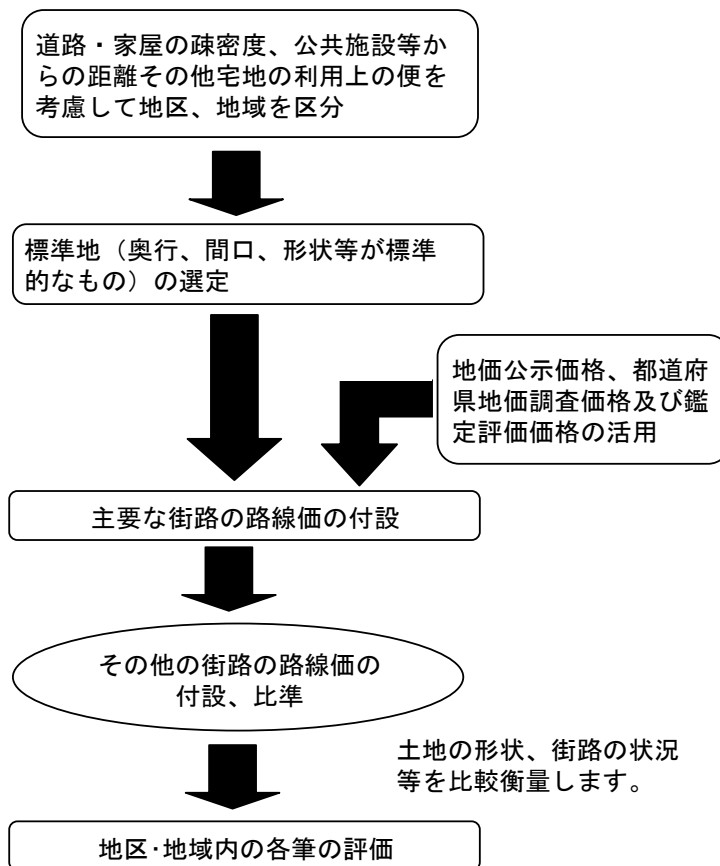 道路・家屋の疎密度、公共施設等か
らの距離その他宅地の利用上の便を
考慮して地区、地域を区分
標準地（奥行、間口、形状等が標準
的なもの）の選定
地価公示価格、都道府
県地価調査価格及び鑑
定評価価格の活用
主要な街路の路線価の付設
その他の街路の路線価の
付設、比準
土地の形状、街路の状況
等を比較衡量します。
地区・地域内の各筆の評価